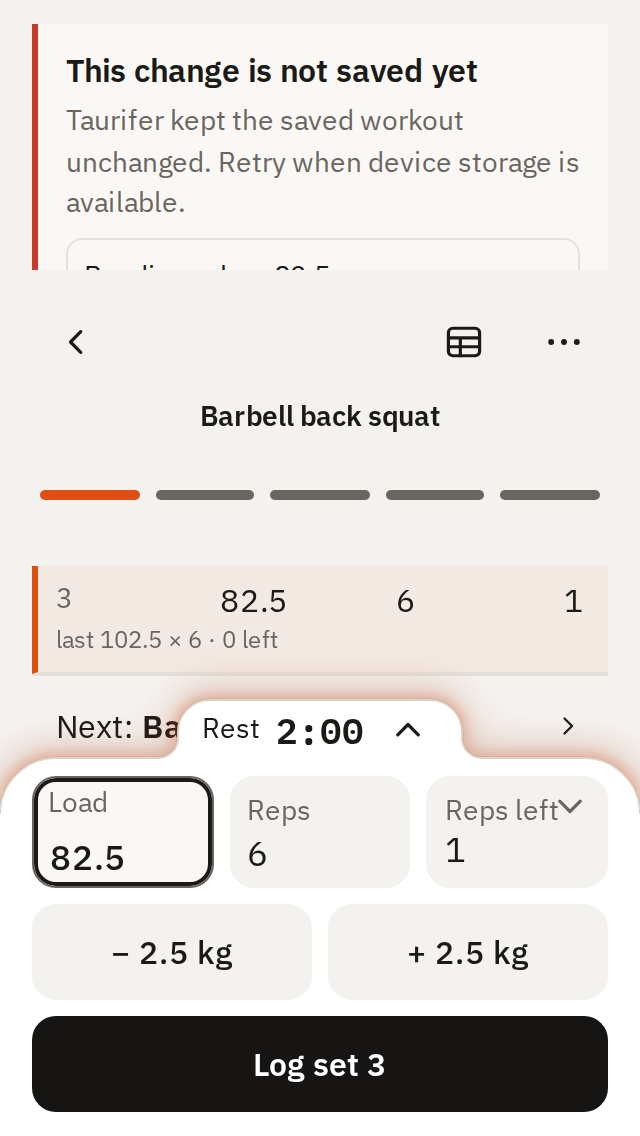 This change is not saved yet
Taurifer kept the saved workout
unchanged. Retry when device storage is
available.
Barbell back squat
3 82.5 6 1
last 102.5 × 6 · 0 left
Next: Ba
Rest 2:00
Load
82.5
Reps
6
Reps left
1
− 2.5 kg
+ 2.5 kg
Log set 3